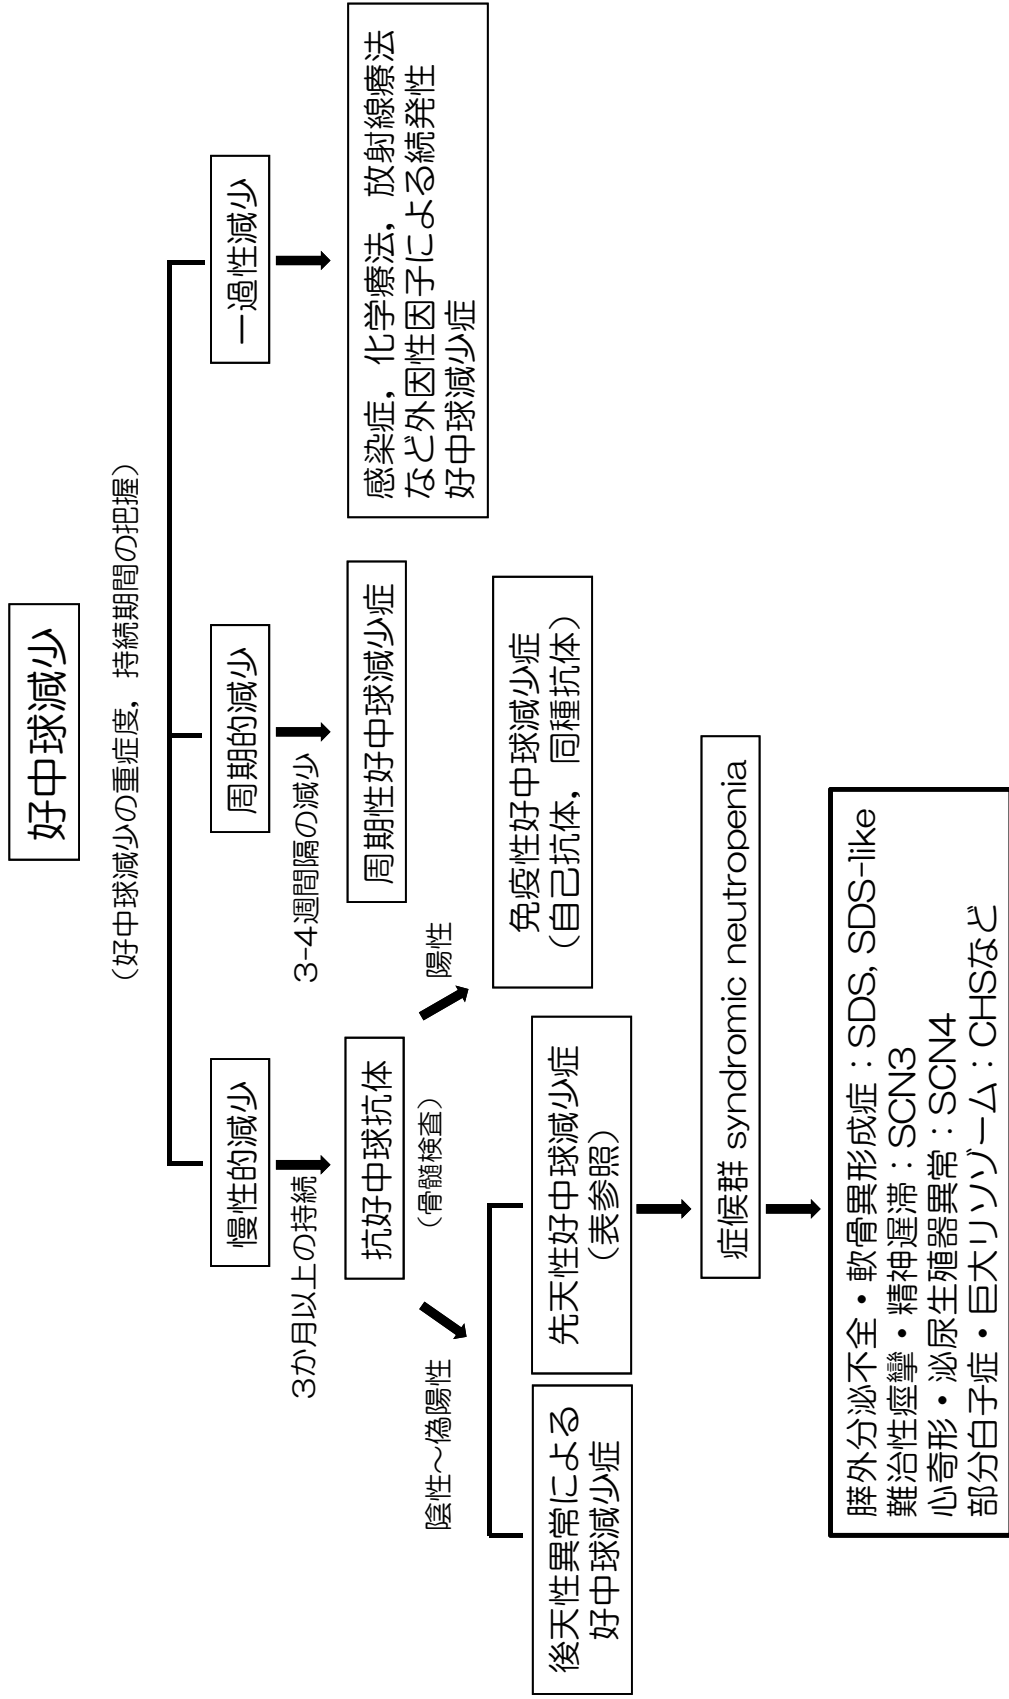 好中球減少
（好中球減少の重症度，持続期間の把握）
慢性的減少
周期的減少
一過性減少
3か月以上の持続
3-4週間隔の減少
抗好中球抗体
（骨髄検査）
周期性好中球減少症
感染症，化学療法，放射線療法
など外因性因子による続発性
好中球減少症
陰性～偽陽性
陽性
後天性異常による
好中球減少症
先天性好中球減少症
（表参照）
免疫性好中球減少症
（自己抗体，同種抗体）
症候群 syndromic neutropenia
膵外分泌不全・軟骨異形成症：SDS, SDS-like
難治性痙攣・精神遅滞：SCN3
心奇形・泌尿生殖器異常：SCN4
部分白子症・巨大リソゾーム：CHSなど